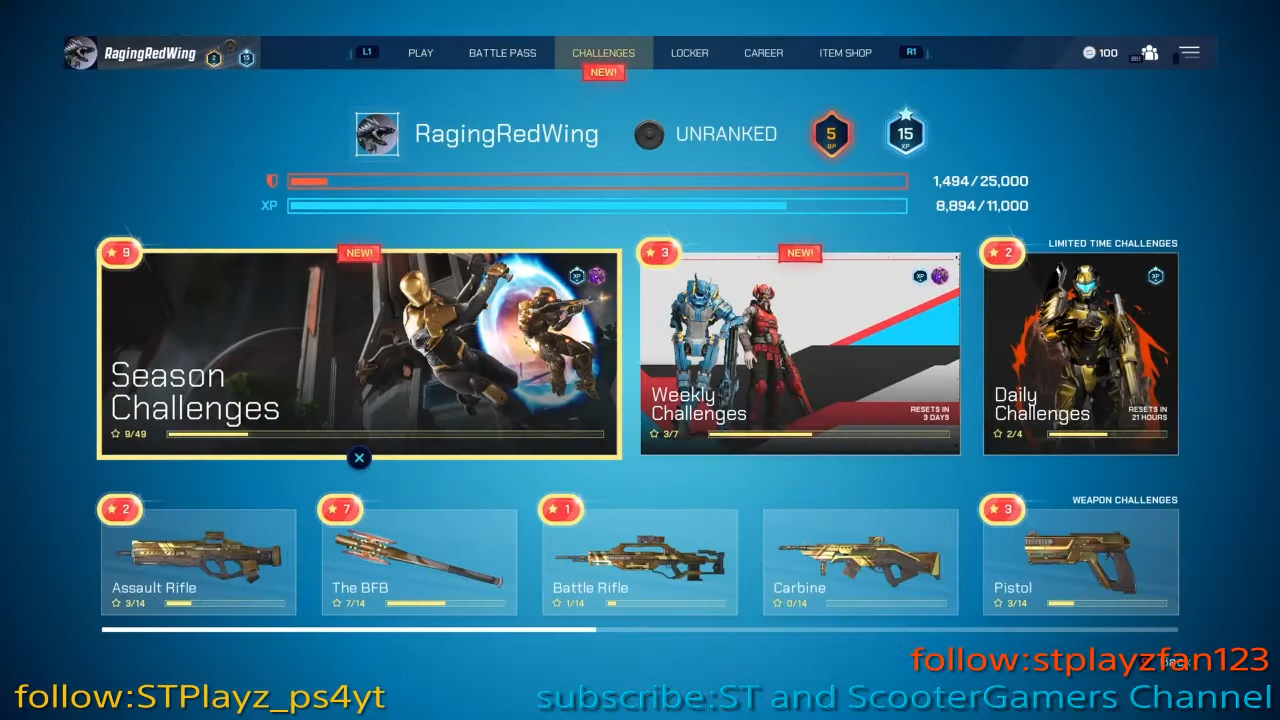 RagingRedWing
2
15
L1
PLAY
BATTLE PASS
CHALLENGES
LOCKER
CAREER
ITEM SHOP
R1
100
NEW!
RagingRedWing
UNRANKED
5
BP
15
XP
1,494/25,000
XP
8,894/11,000
LIMITED TIME CHALLENGES
9
NEW!
XP
Season
Challenges
9/49
3
NEW!
XP
Weekly
Challenges
RESETS IN
3 DAYS
3/7
2
XP
Daily
Challenges
RESETS IN
21 HOURS
2/4
WEAPON CHALLENGES
2
Assault Rifle
3/14
7
The BFB
7/14
1
Battle Rifle
1/14
Carbine
0/14
3
Pistol
3/14
Back
follow:stplayzfan123
follow:STPlayz_ps4yt
subscribe:ST and ScooterGamers Channel